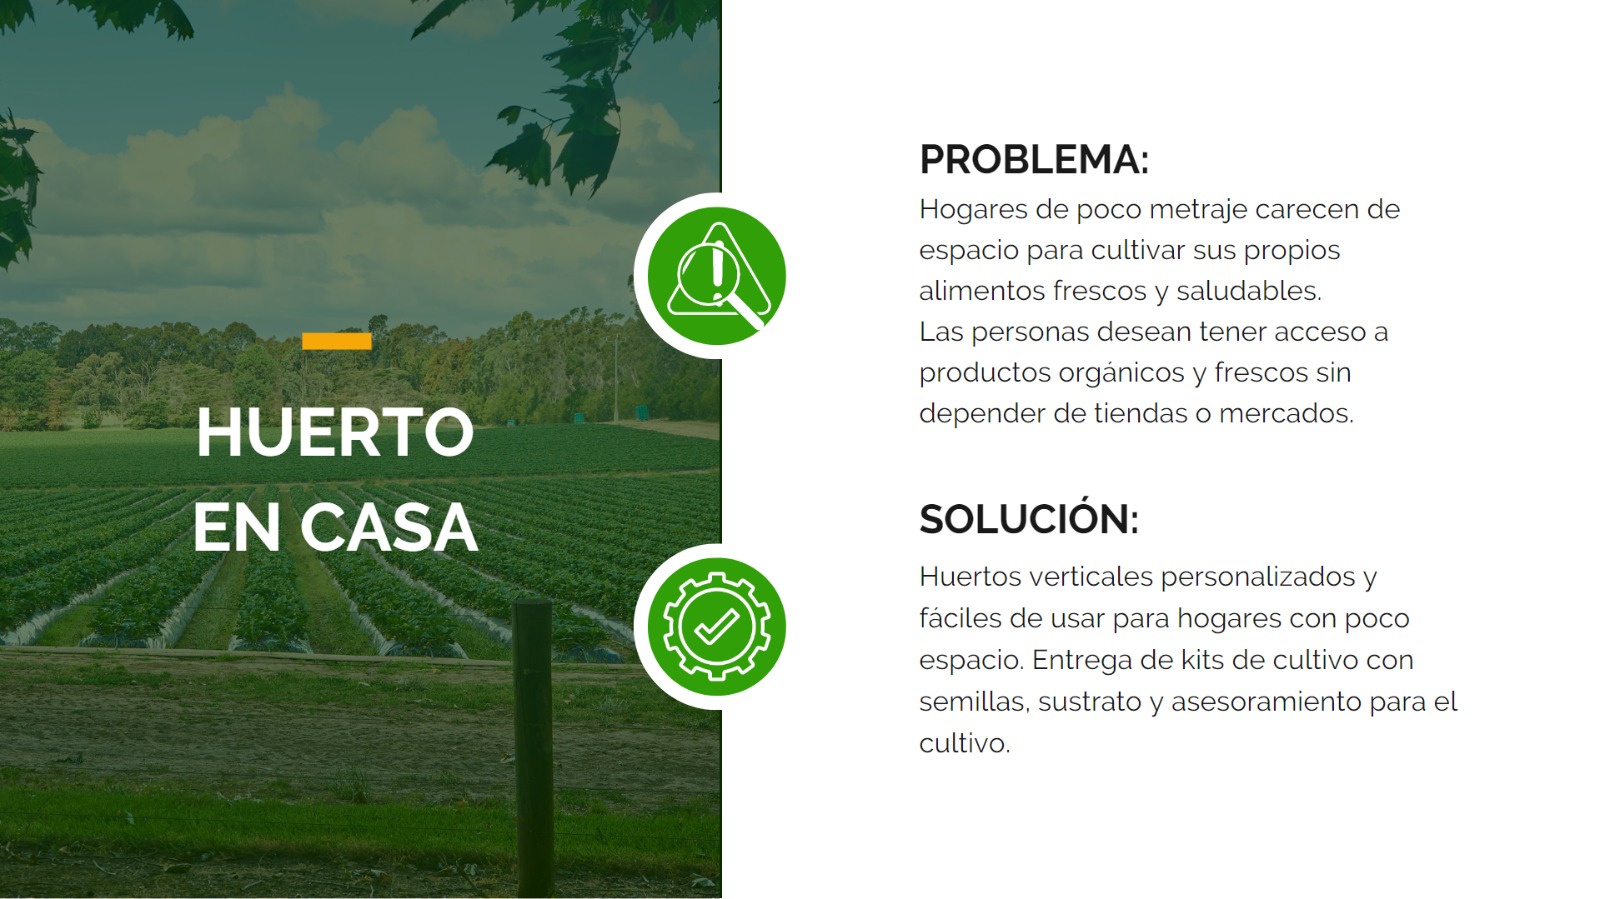 HUERTO
EN CASA
PROBLEMA:
Hogares de poco metraje carecen de
espacio para cultivar sus propios
alimentos frescos y saludables.
Las personas desean tener acceso a
productos orgánicos y frescos sin
depender de tiendas o mercados.
SOLUCIÓN:
Huertos verticales personalizados y
fáciles de usar para hogares con poco
espacio. Entrega de kits de cultivo con
semillas, sustrato y asesoramiento para el
cultivo.